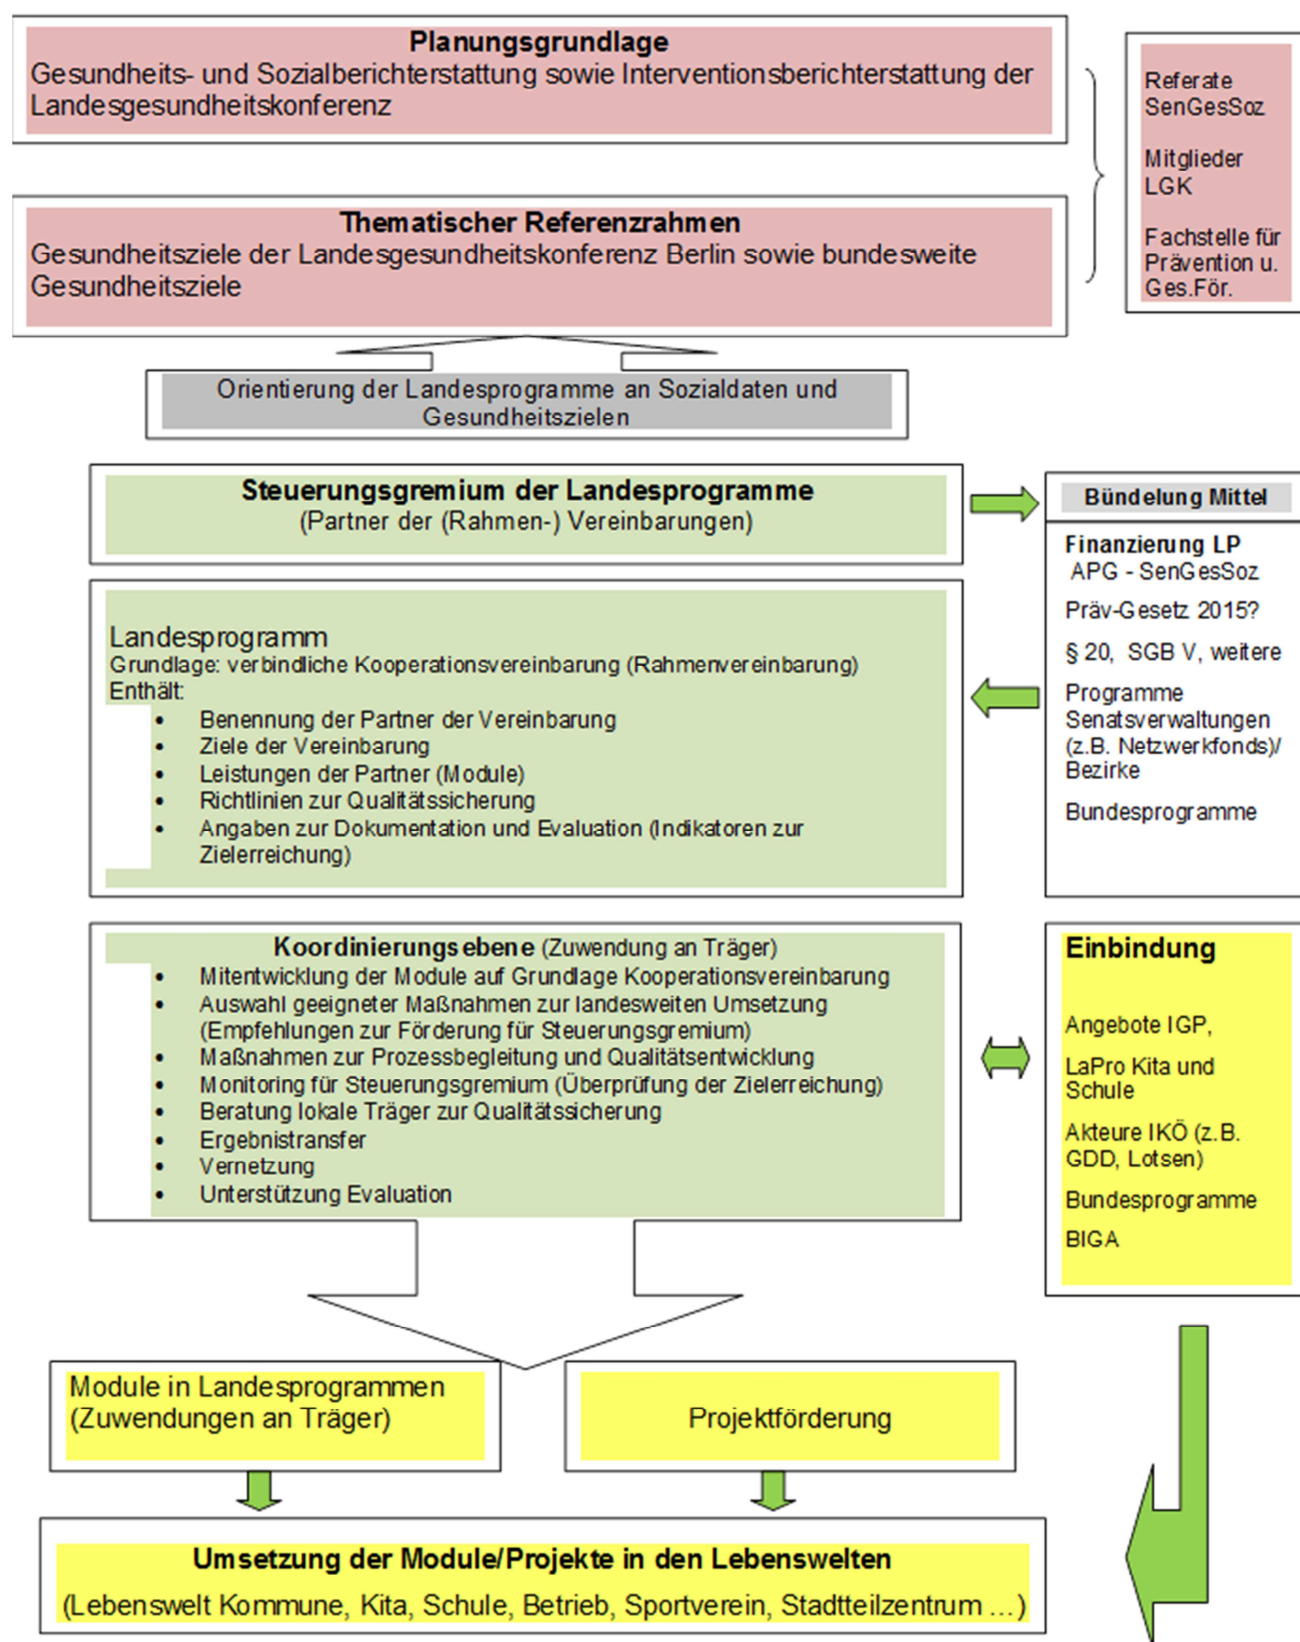 Planungsgrundlage
Gesundheits- und Sozialberichterstattung sowie Interventionsberichterstattung der
Landesgesundheitskonferenz
Referate
SenGesSoz
Mitglieder
LGK
Fachstelle für
Prävention u.
Ges.För.
Thematischer Referenzrahmen
Gesundheitsziele der Landesgesundheitskonferenz Berlin sowie bundesweite
Gesundheitsziele
Orientierung der Landesprogramme an Sozialdaten und
Gesundheitszielen
Steuerungsgremium der Landesprogramme
(Partner der (Rahmen-) Vereinbarungen)
Bündelung Mittel
Finanzierung LP
APG - SenGesSoz
Präv-Gesetz 2015?
§ 20, SGB V, weitere
Programme
Senatsverwaltungen
(z.B. Netzwerkfonds)/
Bezirke
Bundesprogramme
Landesprogramm
Grundlage: verbindliche Kooperationsvereinbarung (Rahmenvereinbarung)
Enthält:
• Benennung der Partner der Vereinbarung
• Ziele der Vereinbarung
• Leistungen der Partner (Module)
• Richtlinien zur Qualitätssicherung
• Angaben zur Dokumentation und Evaluation (Indikatoren zur
Zielerreichung)
Koordinierungsebene (Zuwendung an Träger)
• Mitentwicklung der Module auf Grundlage Kooperationsvereinbarung
• Auswahl geeigneter Maßnahmen zur landesweiten Umsetzung
(Empfehlungen zur Förderung für Steuerungsgremium)
• Maßnahmen zur Prozessbegleitung und Qualitätsentwicklung
• Monitoring für Steuerungsgremium (Überprüfung der Zielerreichung)
• Beratung lokale Träger zur Qualitätssicherung
• Ergebnistransfer
• Vernetzung
• Unterstützung Evaluation
Einbindung
Angebote IGP,
LaPro Kita und
Schule
Akteure IKÖ (z.B.
GDD, Lotsen)
Bundesprogramme
BIGA
Module in Landesprogrammen
(Zuwendungen an Träger)
Projektförderung
Umsetzung der Module/Projekte in den Lebenswelten
(Lebenswelt Kommune, Kita, Schule, Betrieb, Sportverein, Stadtteilzentrum ...)